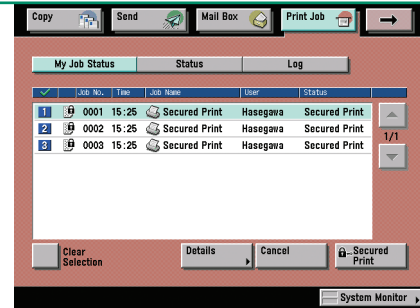 Copy Send Mail Box Print Job
My Job Status Status Log
Job No. Time Job Name User Status
1 0001 15:25 Secured Print Hasegawa Secured Print
2 0002 15:25 Secured Print Hasegawa Secured Print
3 0003 15:25 Secured Print Hasegawa Secured Print
1/1
Clear Selection Details Cancel Secured Print
System Monitor